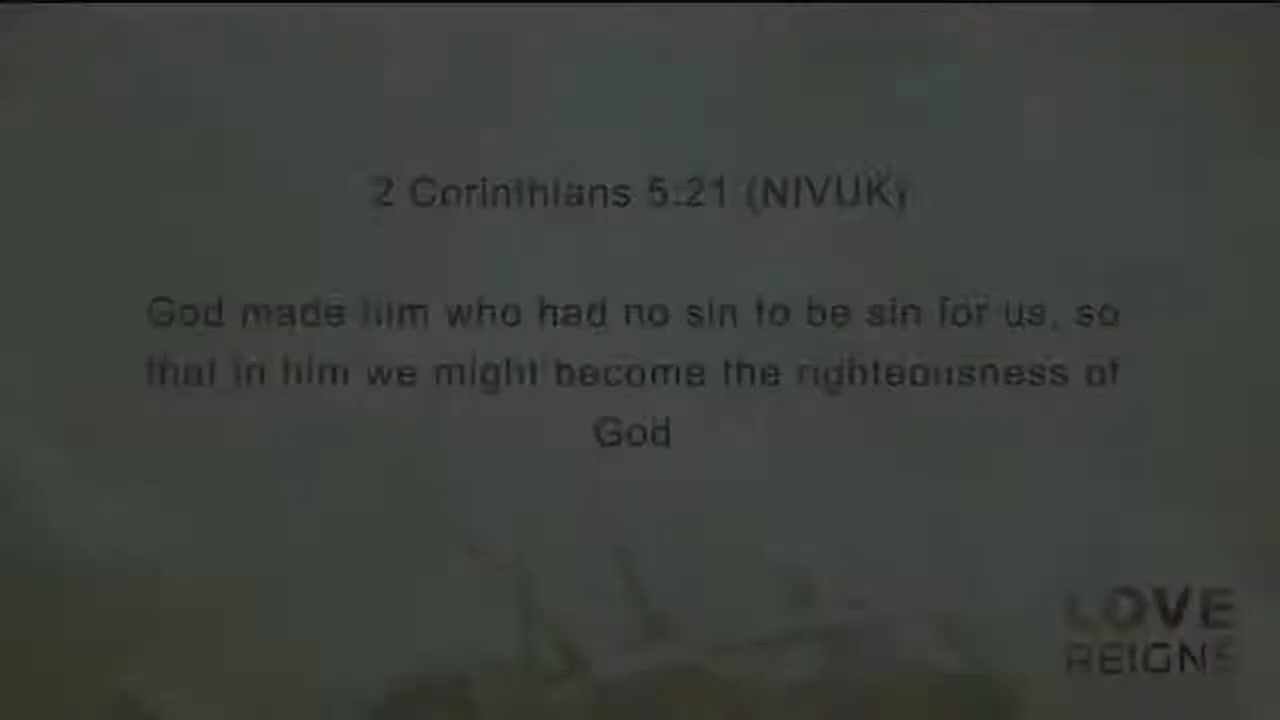 2 Corinthians 5:21 (NIVUK)
God made him who had no sin to be sin for us, so
that in him we might become the righteousness of
God
LOVE
REIGNS